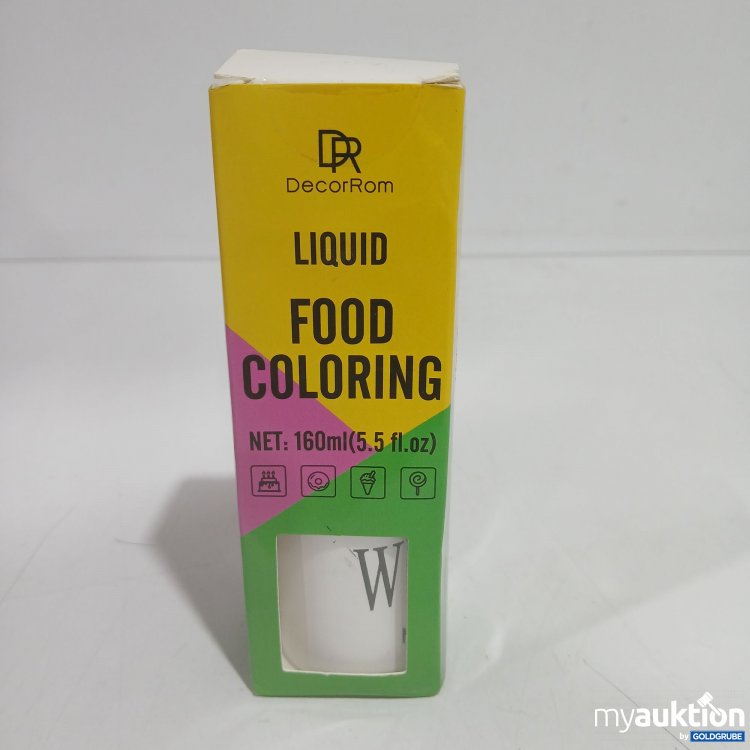 DR
DecorRom
LIQUID
FOOD
COLORING
NET: 160ml(5.5 fl.oz)
W
myauktion
by GOLDGRUBE